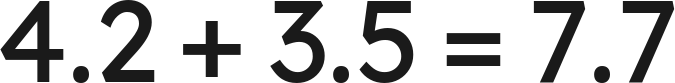 4.2 + 3.5 = 7.7